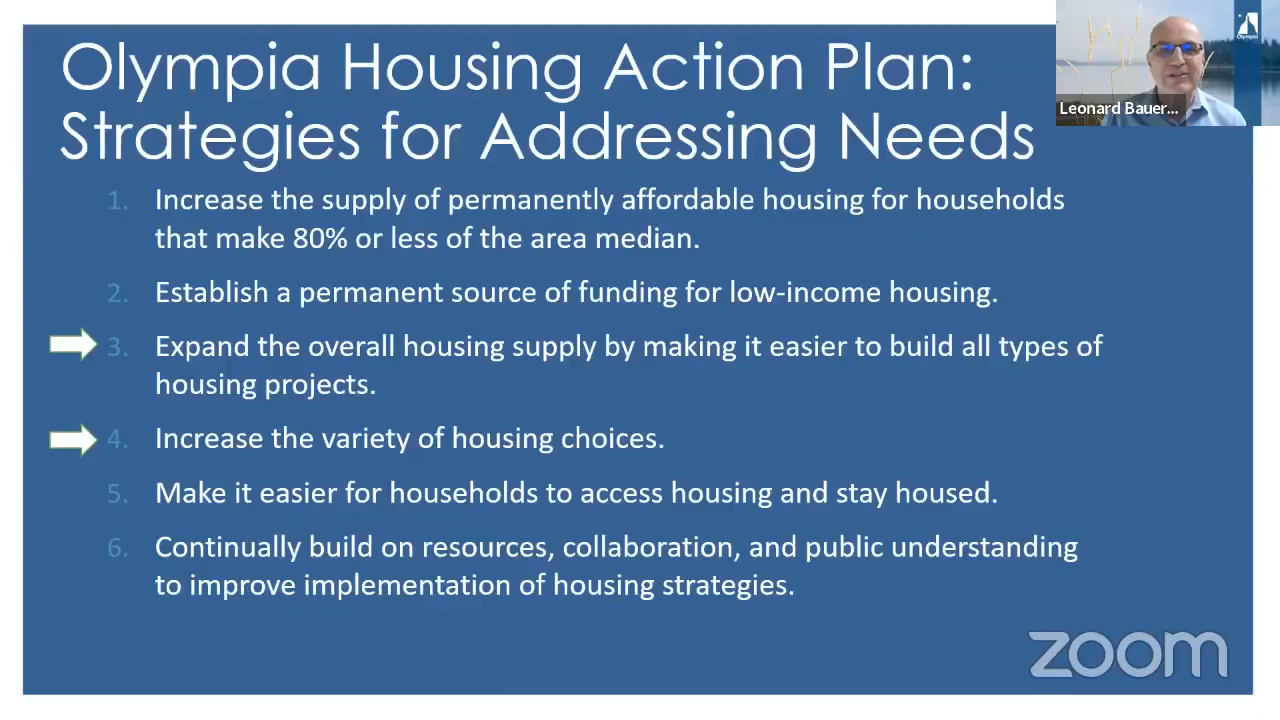 Olympia Housing Action Plan:
Strategies for Addressing Needs
Olympia
Leonard Bauer...
1. Increase the supply of permanently affordable housing for households
that make 80% or less of the area median.
2. Establish a permanent source of funding for low-income housing.
3. Expand the overall housing supply by making it easier to build all types of
housing projects.
4. Increase the variety of housing choices.
5. Make it easier for households to access housing and stay housed.
6. Continually build on resources, collaboration, and public understanding
to improve implementation of housing strategies.
zoom